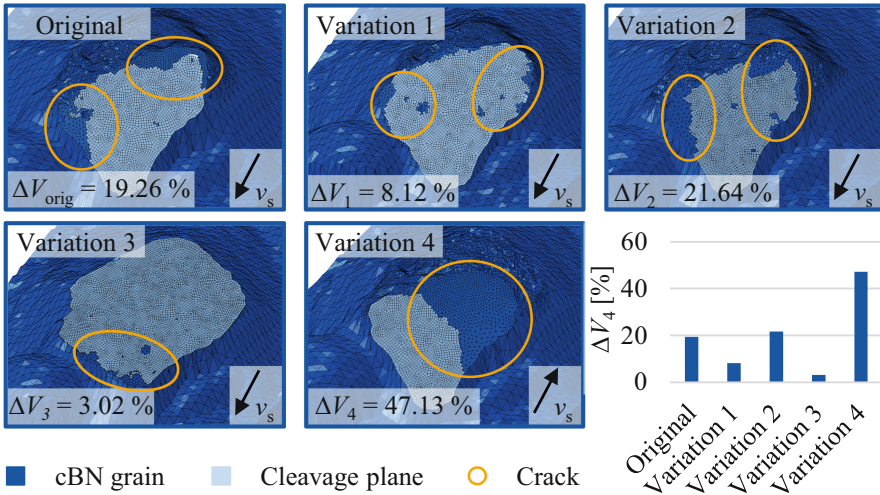 Original
Variation 1
Variation 2
ΔV_orig = 19.26 %
v_s
ΔV_1 = 8.12 %
v_s
ΔV_2 = 21.64 %
v_s
Variation 3
Variation 4
ΔV_3 = 3.02 %
v_s
ΔV_4 = 47.13 %
v_s
ΔV_4 [%]
60
40
20
0
Original
Variation 1
Variation 2
Variation 3
Variation 4
cBN grain
Cleavage plane
Crack